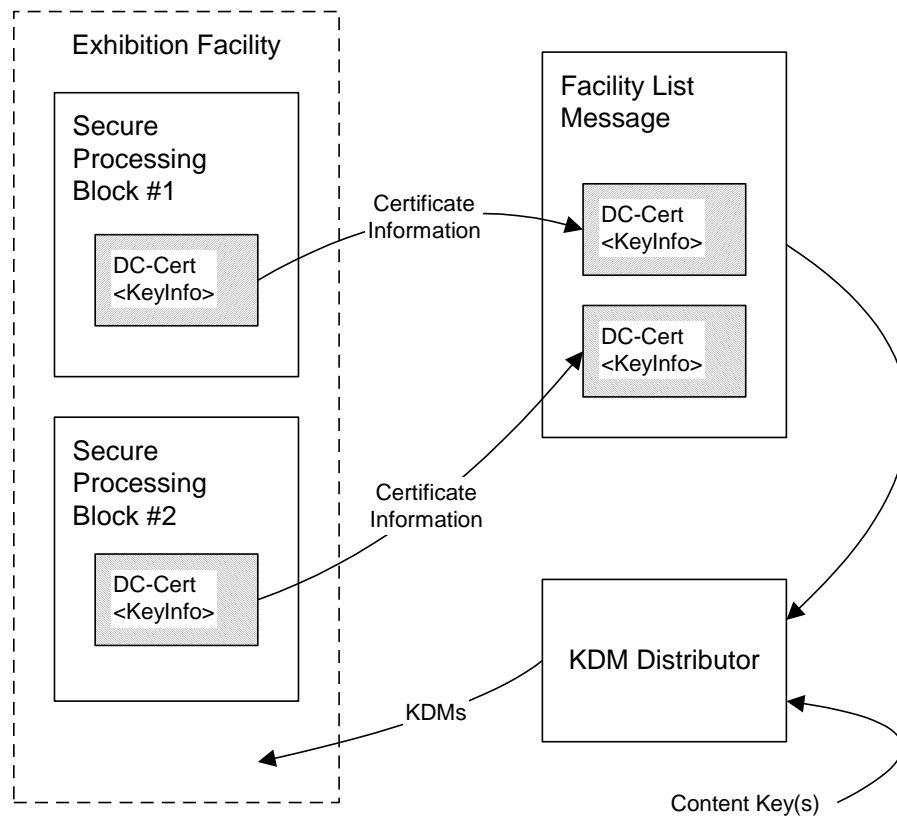 Exhibition Facility
Secure
Processing
Block #1
DC-Cert
<KeyInfo>
Secure
Processing
Block #2
DC-Cert
<KeyInfo>
Certificate
Information
Certificate
Information
KDMs
Facility List
Message
DC-Cert
<KeyInfo>
DC-Cert
<KeyInfo>
KDM Distributor
Content Key(s)